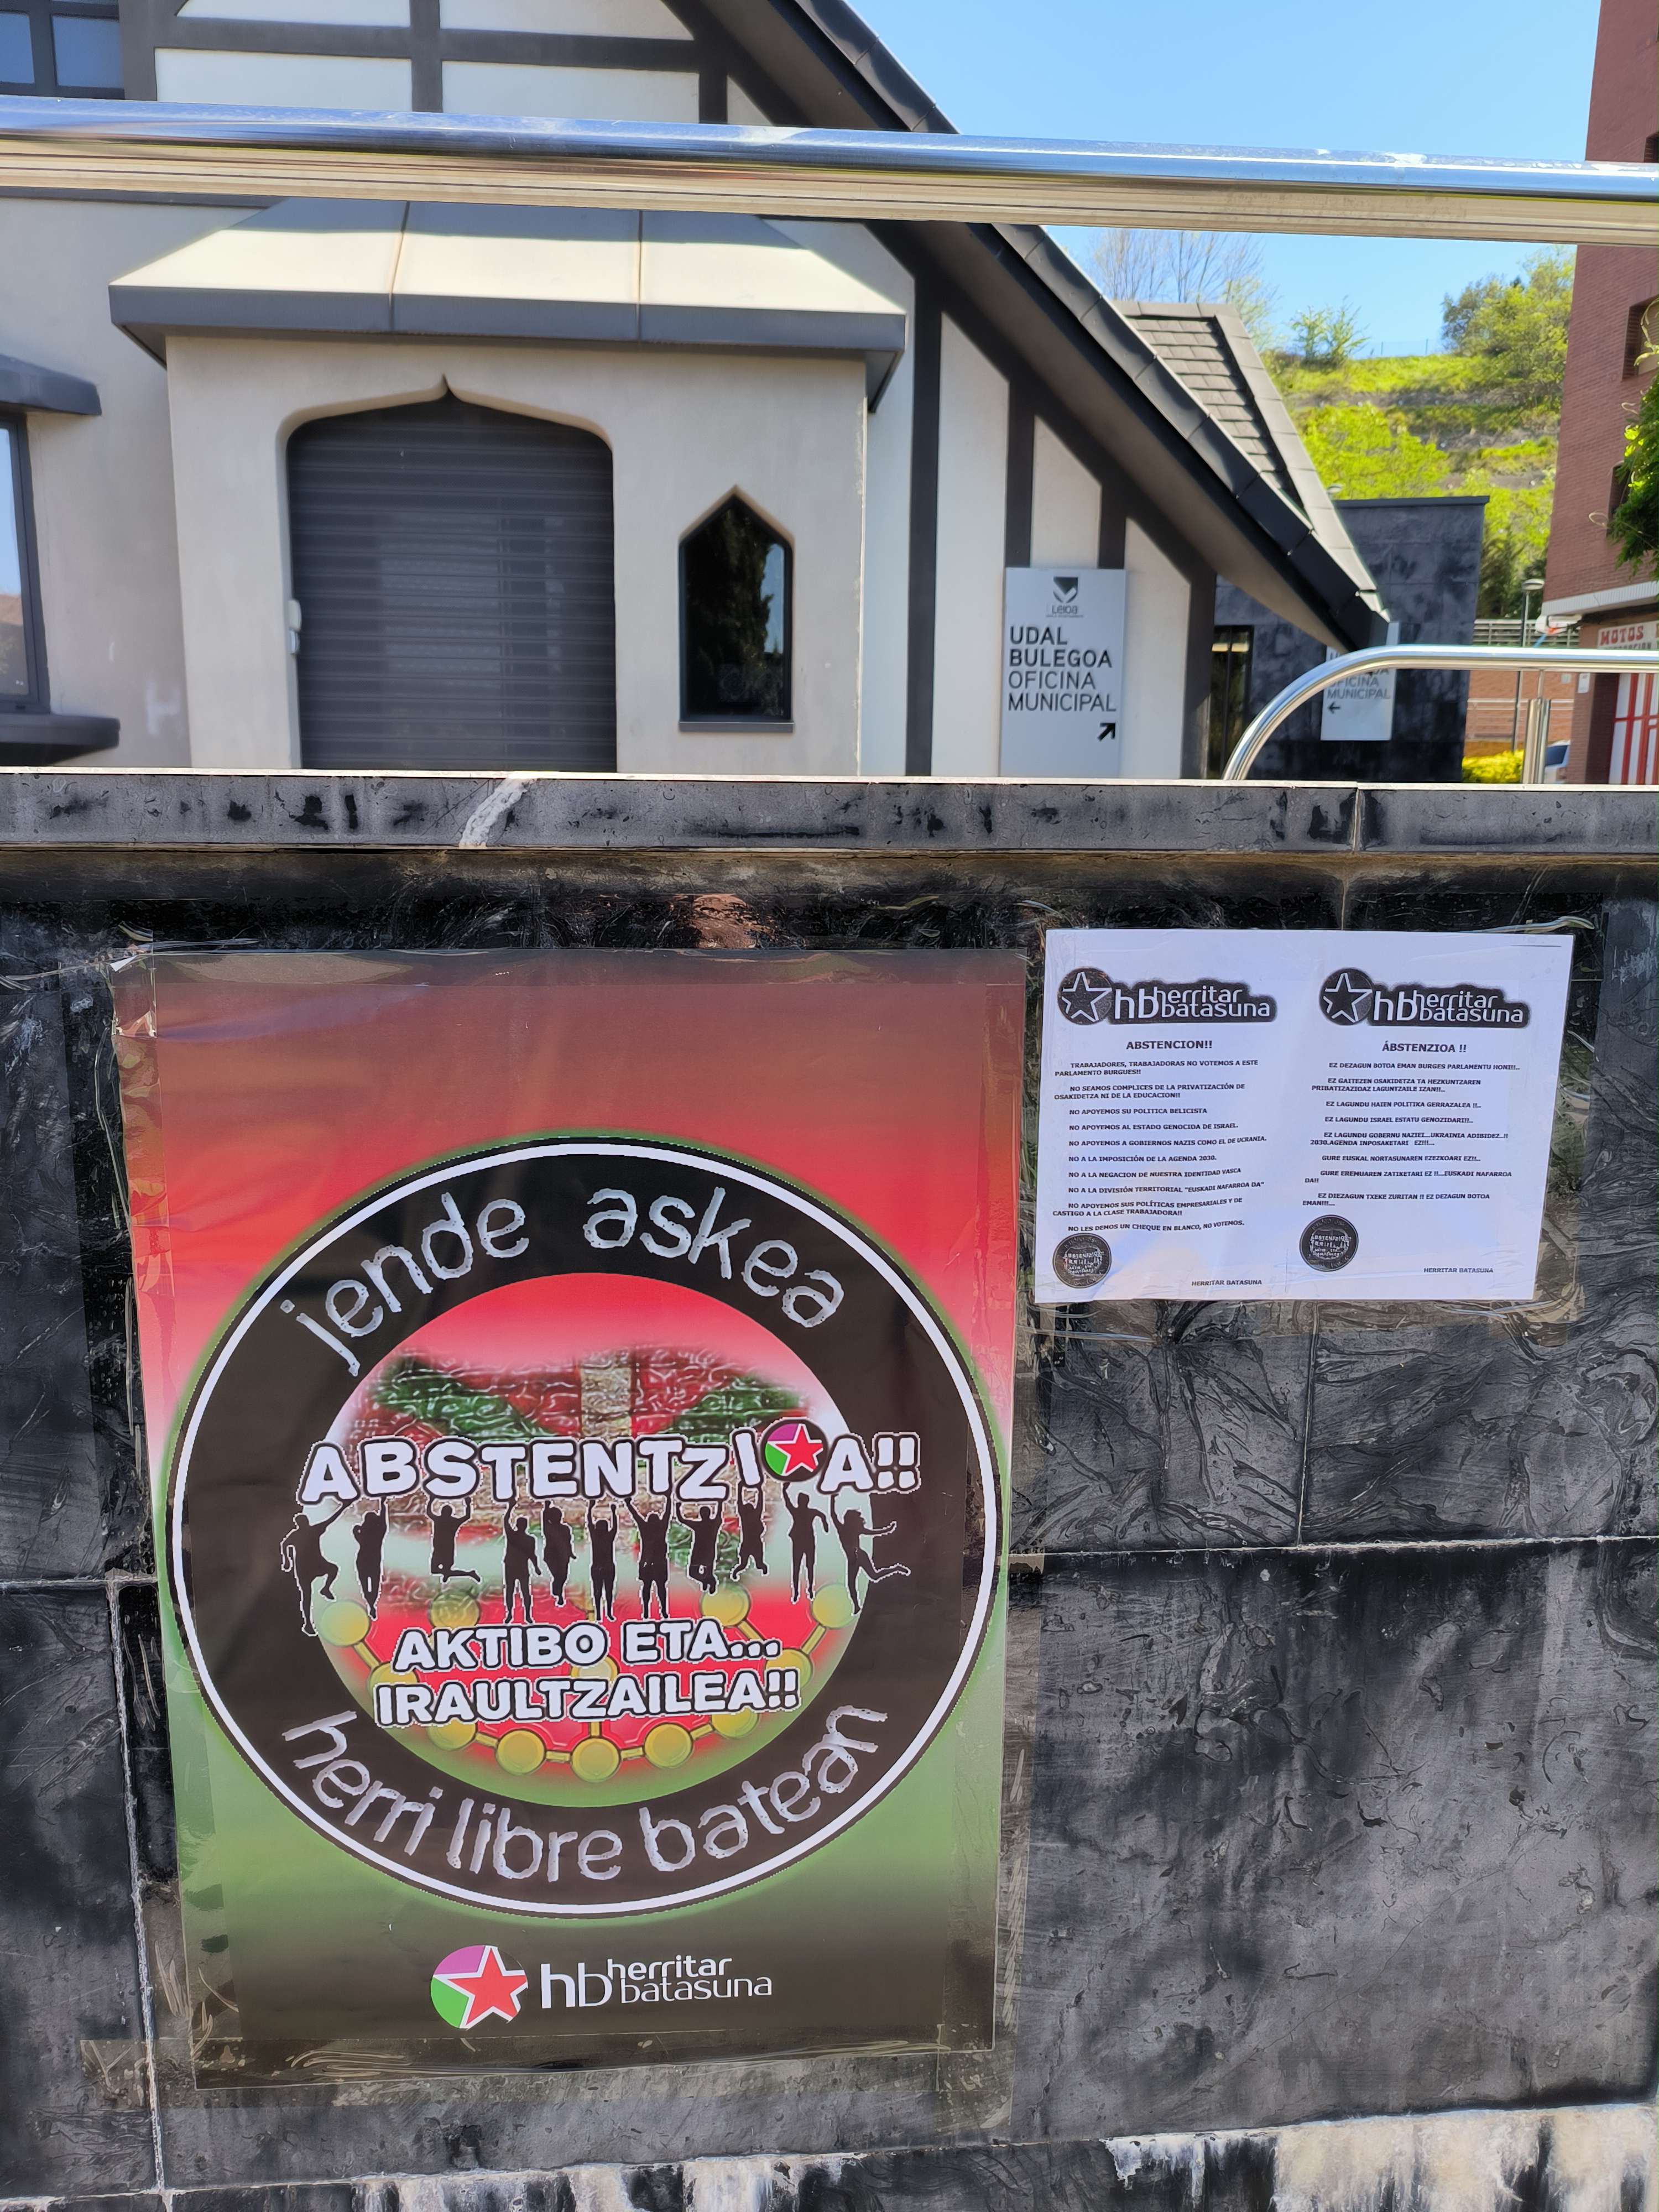 Leioa
UDAL
BULEGOA
OFICINA
MUNICIPAL
OFICINA
MUNICIPAL
MOTOS
jende askea
ABSTENTZIOA!!
AKTIBO ETA...
IRAULTZAILEA!!
herri libre batean
hb herritar
batasuna
hb herritar
batasuna
ABSTENCION!!
TRABAJADORES, TRABAJADORAS NO VOTEMOS A ESTE
PARLAMENTO BURGUES!!
NO SEAMOS COMPLICES DE LA PRIVATIZACIÓN DE
OSAKIDETZA NI DE LA EDUCACION!!
NO APOYEMOS SU POLITICA BELICISTA
NO APOYEMOS AL ESTADO GENOCIDA DE ISRAEL.
NO APOYEMOS A GOBIERNOS NAZIS COMO EL DE UCRANIA.
NO A LA IMPOSICIÓN DE LA AGENDA 2030.
NO A LA NEGACION DE NUESTRA IDENTIDAD VASCA
NO A LA DIVISIÓN TERRITORIAL "EUSKADI NAFARROA DA"
NO APOYEMOS SUS POLÍTICAS EMPRESARIALES Y DE
CASTIGO A LA CLASE TRABAJADORA!!
NO LES DEMOS UN CHEQUE EN BLANCO, NO VOTEMOS.
HERRITAR BATASUNA
hb herritar
batasuna
ÁBSTENZIOA !!
EZ DEZAGUN BOTOA EMAN BURGES PARLAMENTU HONI!!..
EZ GAITEZEN OSAKIDETZA TA HEZKUNTZAREN
PRIBATIZAZIOAZ LAGUNTZAILE IZAN!!...
EZ LAGUNDU HAIEN POLITIKA GERRAZALEA !!...
EZ LAGUNDU ISRAEL ESTATU GENOZIDARI!!...
EZ LAGUNDU GOBERNU NAZIEI...UKRAINIA ADIBIDEZ..!!
2030.AGENDA INPOSAKETARI EZ!!!...
GURE EUSKAL NORTASUNAREN EZEZKOARI EZ!!..
GURE EREMUAREN ZATIKETARI EZ !!...EUSKADI NAFARROA
DA!!
EZ DIEZAGUN TXEKE ZURITAN !! EZ DEZAGUN BOTOA
EMAN!!!...
HERRITAR BATASUNA